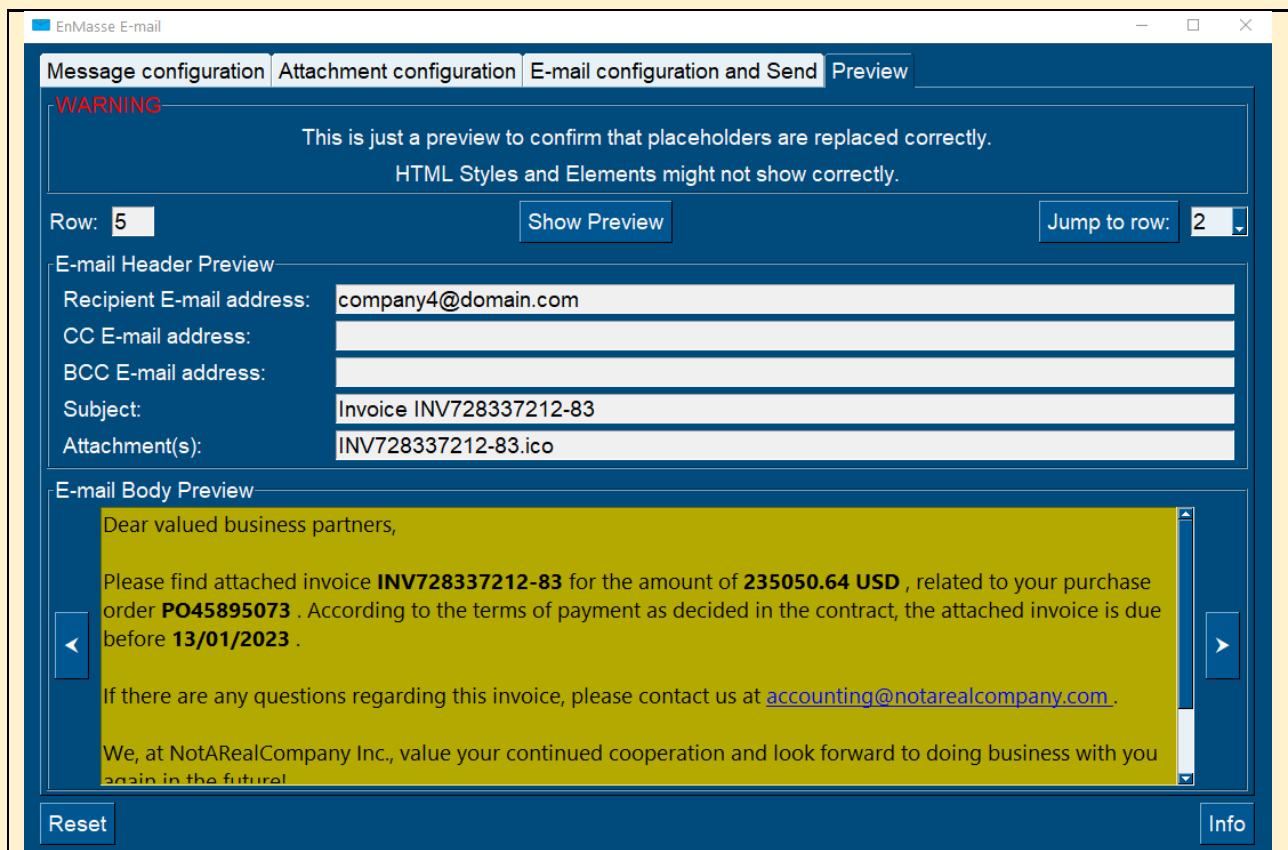 EnMasse E-mail
Message configuration Attachment configuration E-mail configuration and Send Preview
WARNING
This is just a preview to confirm that placeholders are replaced correctly.
HTML Styles and Elements might not show correctly.
Row: 5 Show Preview Jump to row: 2
E-mail Header Preview
Recipient E-mail address: company4@domain.com
CC E-mail address:
BCC E-mail address:
Subject: Invoice INV728337212-83
Attachment(s): INV728337212-83.ico
E-mail Body Preview
Dear valued business partners,
Please find attached invoice INV728337212-83 for the amount of 235050.64 USD , related to your purchase
order PO45895073 . According to the terms of payment as decided in the contract, the attached invoice is due
before 13/01/2023 .
If there are any questions regarding this invoice, please contact us at accounting@notarealcompany.com .
We, at NotARealCompany Inc., value your continued cooperation and look forward to doing business with you
again in the future!
Reset Info